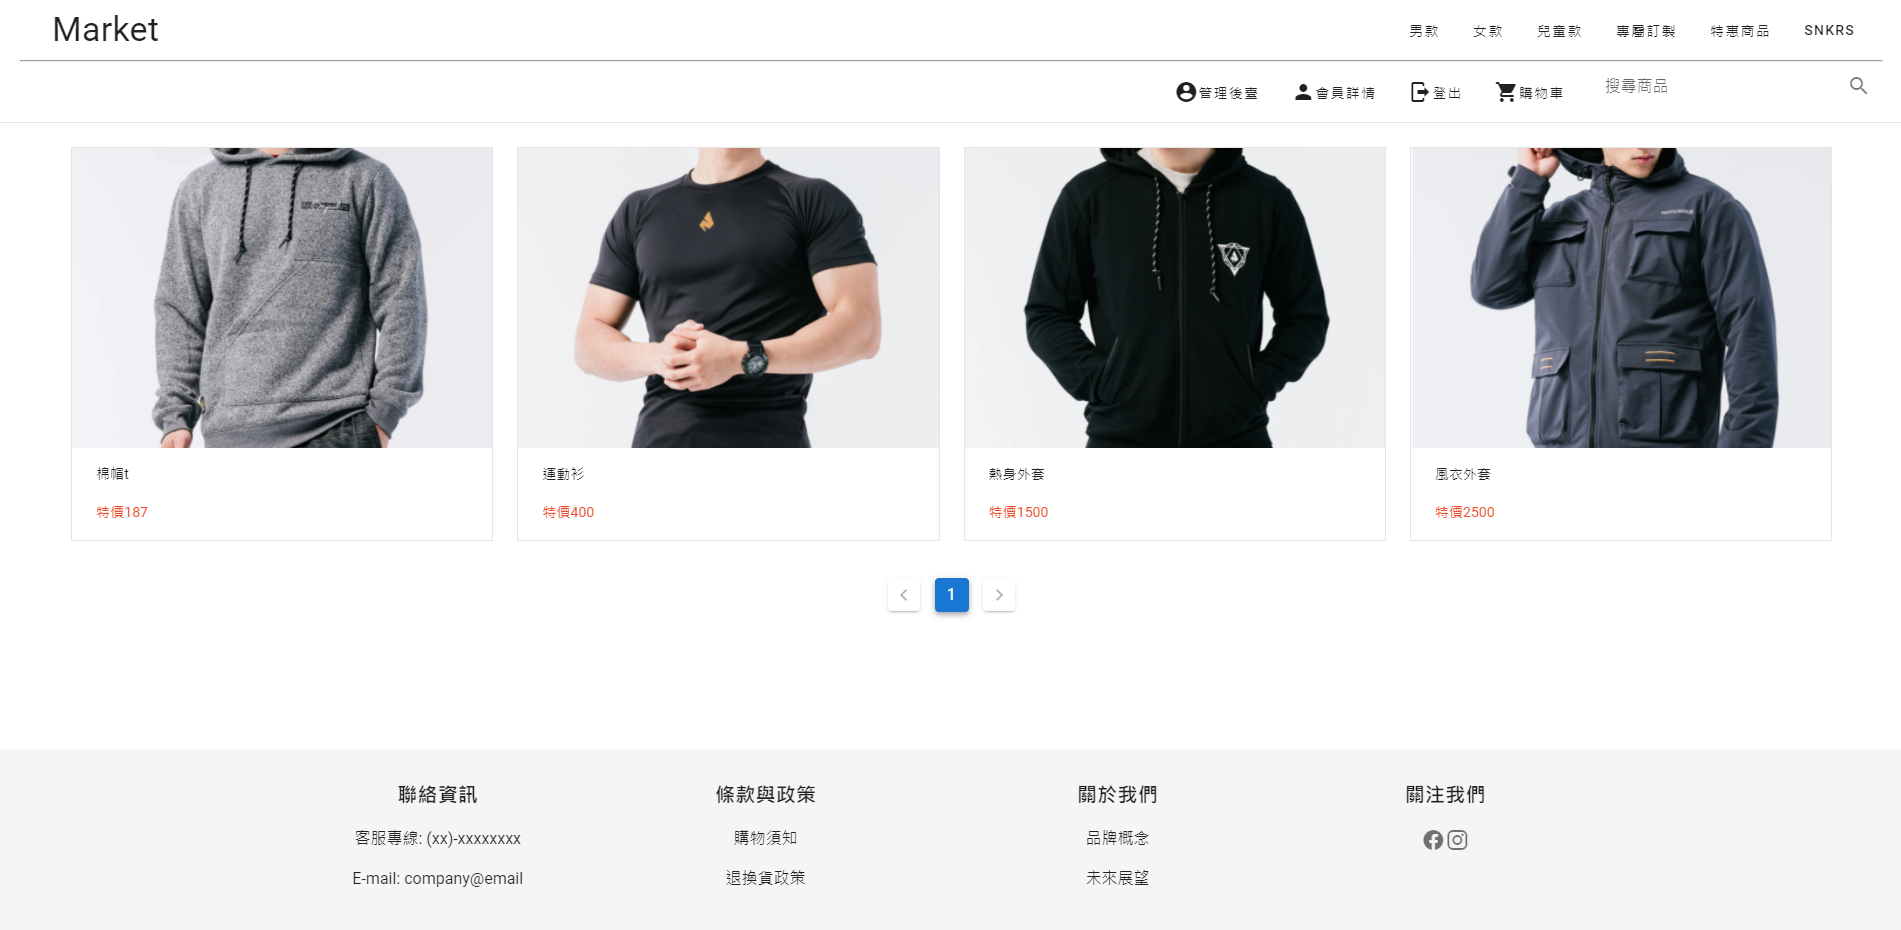 Market
男款 女款 兒童款 專屬訂製 特惠商品 SNKRS
管理後臺 會員詳情 登出 購物車 搜尋商品
棉帽t
特價187
運動衫
特價400
熱身外套
特價1500
風衣外套
特價2500
1
聯絡資訊
客服專線: (xx)-xxxxxxxx
E-mail: company@email
條款與政策
購物須知
退換貨政策
關於我們
品牌概念
未來展望
關注我們